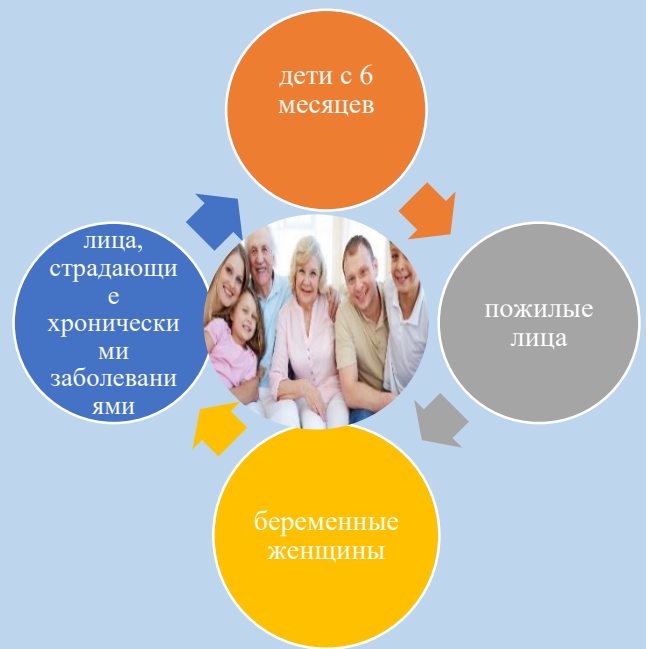 дети с 6
месяцев
пожилые
лица
беременные
женщины
лица,
страдающи
е
хронически
ми
заболевани
ями